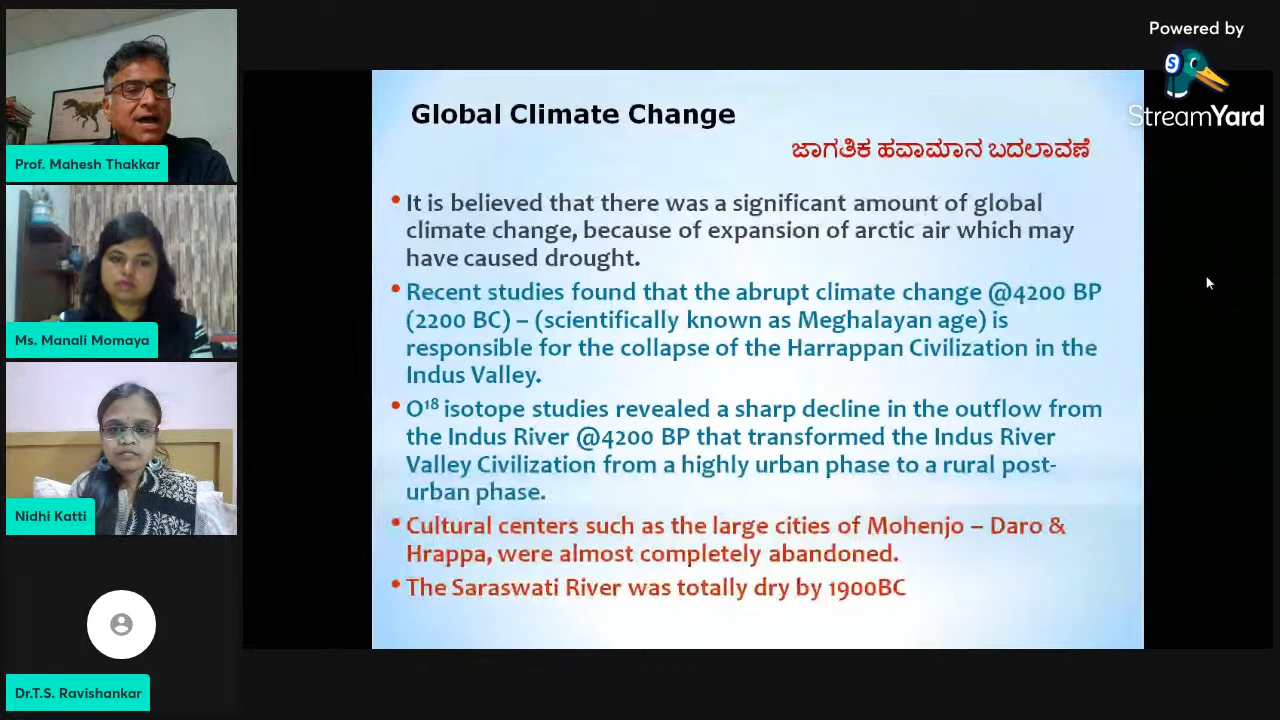 Powered by
StreamYard
Prof. Mahesh Thakkar
Ms. Manali Momaya
Nidhi Katti
Dr.T.S. Ravishankar
Global Climate Change
ಜಾಗತಿಕ ಹವಾಮಾನ ಬದಲಾವಣೆ
• It is believed that there was a significant amount of global
climate change, because of expansion of arctic air which may
have caused drought.
• Recent studies found that the abrupt climate change @4200 BP
(2200 BC) – (scientifically known as Meghalayan age) is
responsible for the collapse of the Harrappan Civilization in the
Indus Valley.
• O¹⁸ isotope studies revealed a sharp decline in the outflow from
the Indus River @4200 BP that transformed the Indus River
Valley Civilization from a highly urban phase to a rural post-
urban phase.
• Cultural centers such as the large cities of Mohenjo – Daro &
Hrappa, were almost completely abandoned.
• The Saraswati River was totally dry by 1900BC